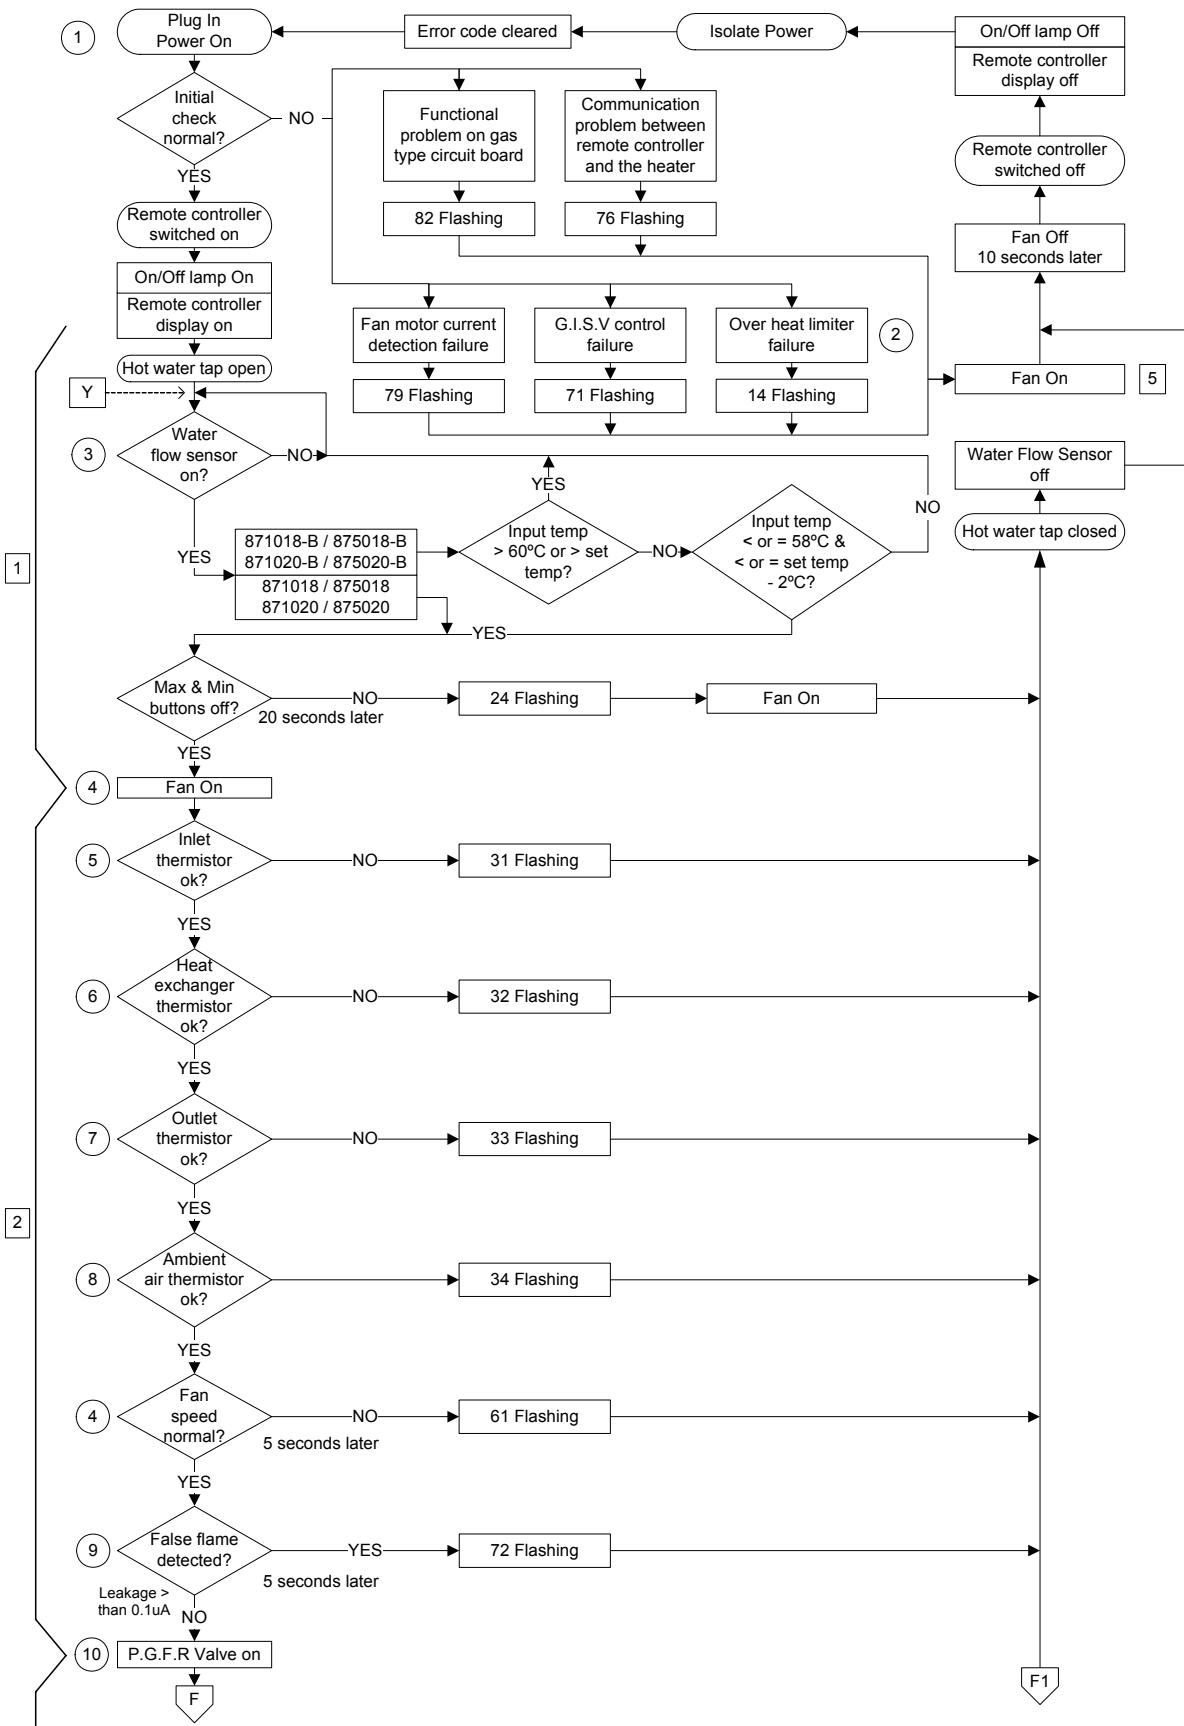 1
Plug In
Power On
Error code cleared
Isolate Power
On/Off lamp Off
Remote controller
display off
Initial
check
normal?
NO
Functional
problem on gas
type circuit board
Communication
problem between
remote controller
and the heater
Remote controller
switched off
YES
82 Flashing
76 Flashing
Remote controller
switched on
Fan Off
10 seconds later
On/Off lamp On
Remote controller
display on
Fan motor current
detection failure
G.I.S.V control
failure
Over heat limiter
failure
2
Hot water tap open
Y
79 Flashing
71 Flashing
14 Flashing
Fan On
5
3
Water
flow sensor
on?
NO
Water Flow Sensor
off
YES
NO
Hot water tap closed
YES
871018-B / 875018-B
871020-B / 875020-B
871018 / 875018
871020 / 875020
Input temp
> 60ºC or > set
temp?
NO
Input temp
< or = 58ºC &
< or = set temp
- 2ºC?
1
YES
Max & Min
buttons off?
NO
20 seconds later
24 Flashing
Fan On
YES
4
Fan On
5
Inlet
thermistor
ok?
NO
31 Flashing
YES
6
Heat
exchanger
thermistor
ok?
NO
32 Flashing
YES
7
Outlet
thermistor
ok?
NO
33 Flashing
YES
2
8
Ambient
air thermistor
ok?
34 Flashing
YES
4
Fan
speed
normal?
NO
5 seconds later
61 Flashing
YES
9
False flame
detected?
YES
5 seconds later
72 Flashing
Leakage >
than 0.1uA
NO
10
P.G.F.R Valve on
F
F1